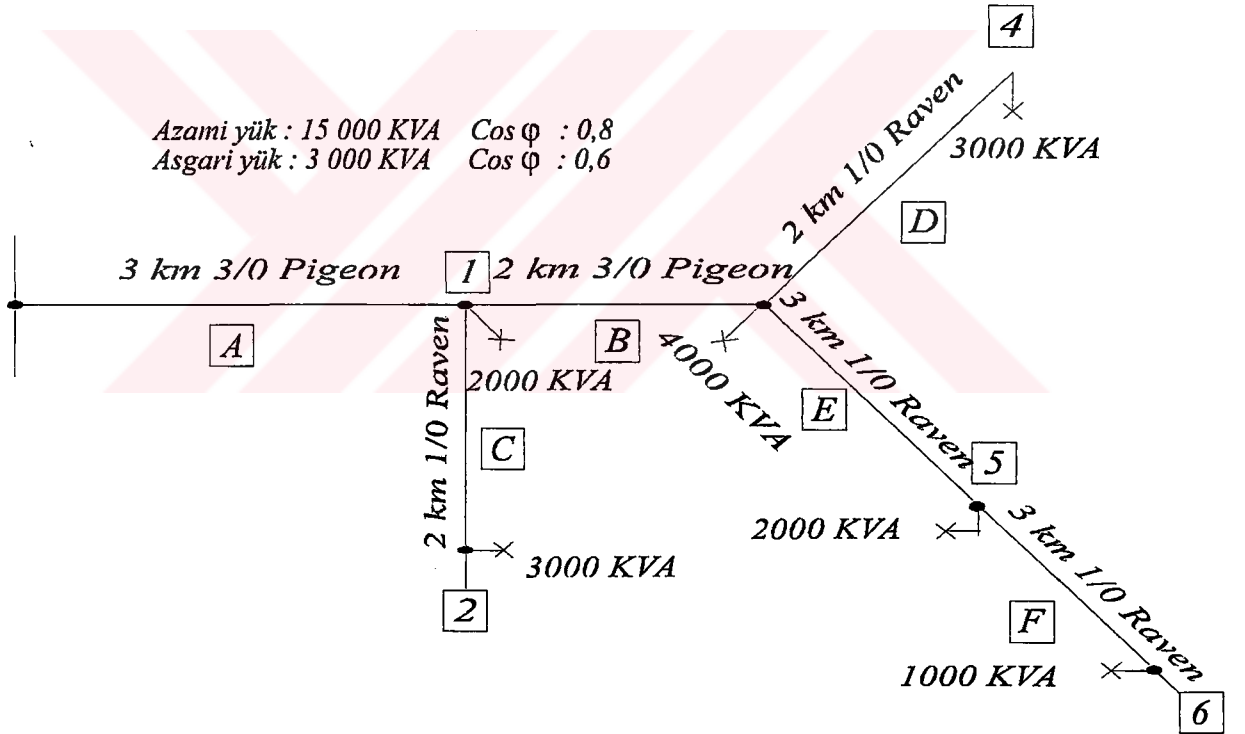 4
Azami yük : 15 000 KVA Cos φ : 0,8
Asgari yük : 3 000 KVA Cos φ : 0,6
3000 KVA
2 km 1/0 Raven
D
3 km 3/0 Pigeon
1
2 km 3/0 Pigeon
A
B
2000 KVA
4000 KVA
3 km 1/0 Raven
E
2 km 1/0 Raven
C
5
2000 KVA
3000 KVA
2
3 km 1/0 Raven
F
1000 KVA
6